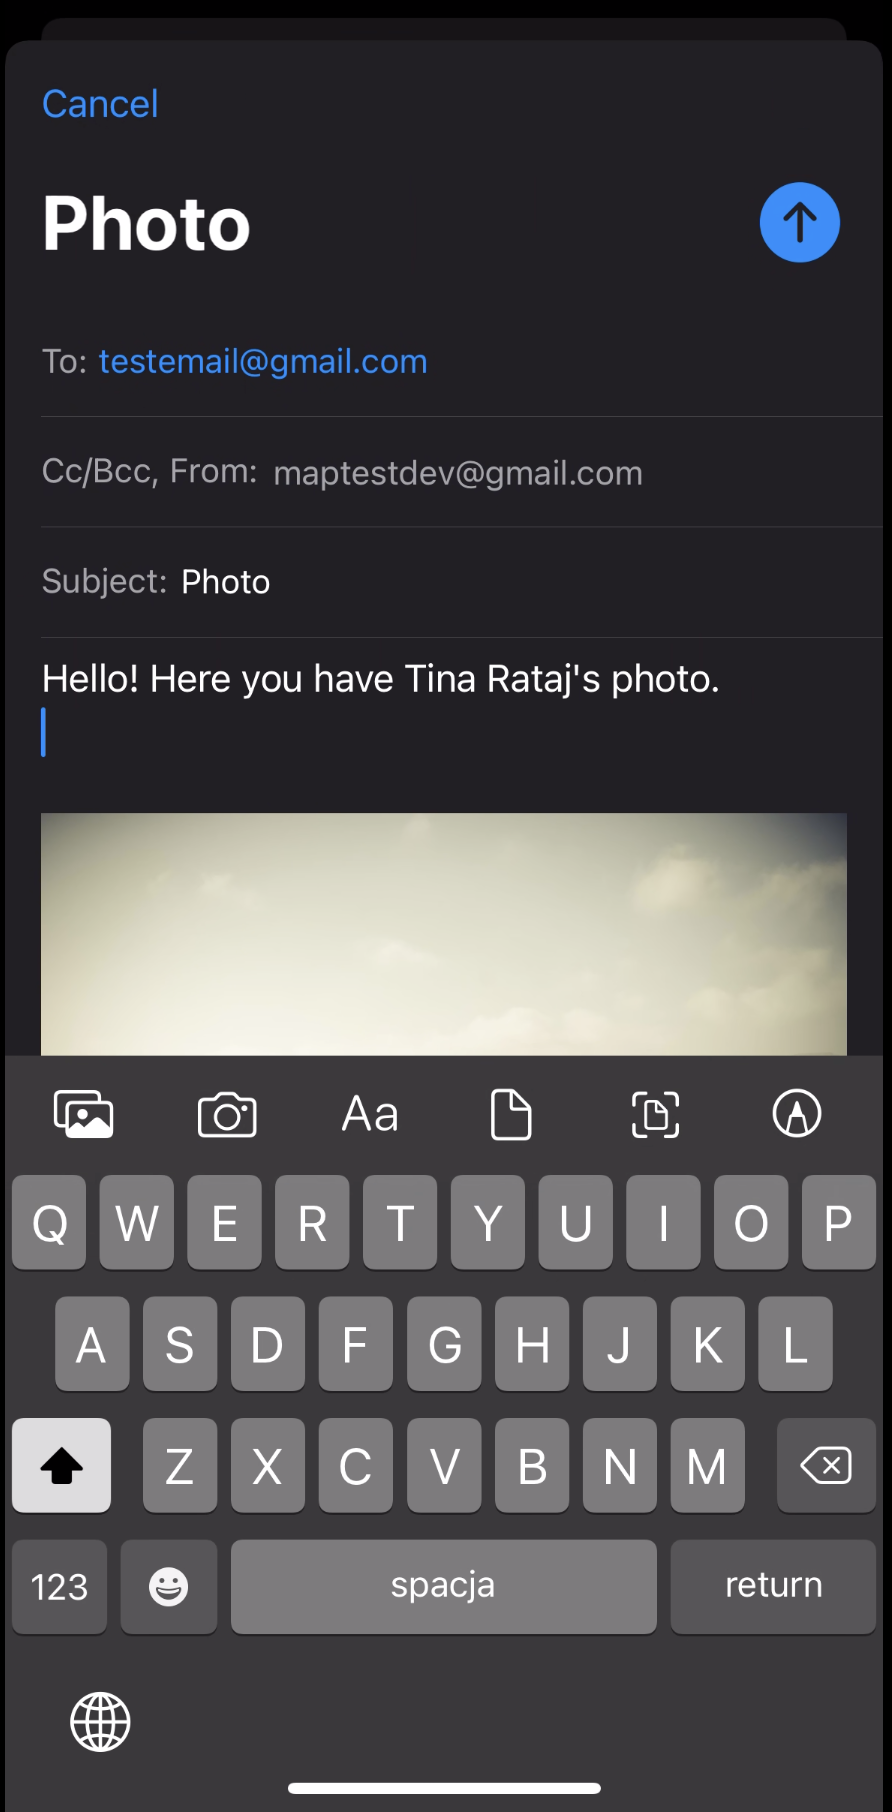 Cancel
Photo
To: testemail@gmail.com
Cc/Bcc, From: maptestdev@gmail.com
Subject: Photo
Hello! Here you have Tina Rataj's photo.
Aa
Q W E R T Y U I O P
A S D F G H J K L
Z X C V B N M
123 spacja return